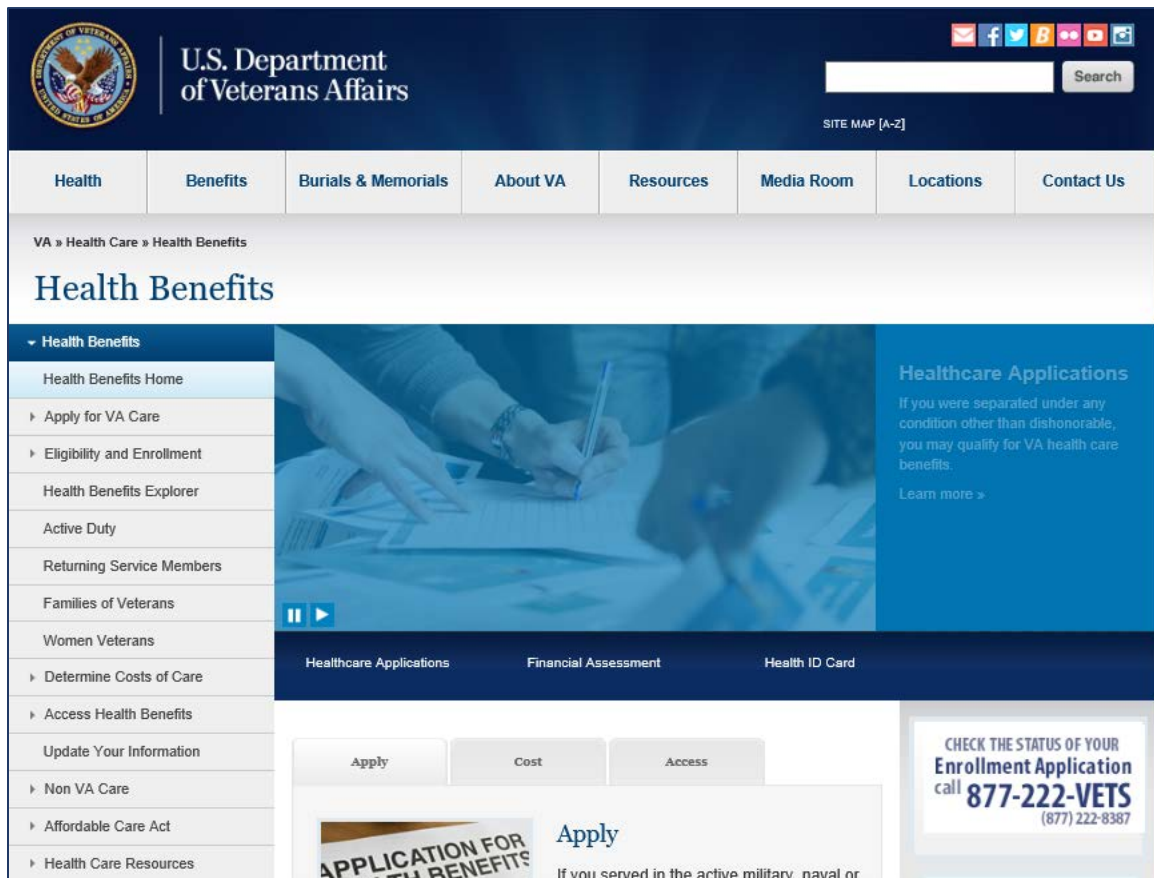 U.S. Department
of Veterans Affairs
Search
SITE MAP [A-Z]
Health
Benefits
Burials & Memorials
About VA
Resources
Media Room
Locations
Contact Us
VA » Health Care » Health Benefits
Health Benefits
Health Benefits
Health Benefits Home
Apply for VA Care
Eligibility and Enrollment
Health Benefits Explorer
Active Duty
Returning Service Members
Families of Veterans
Women Veterans
Determine Costs of Care
Access Health Benefits
Update Your Information
Non VA Care
Affordable Care Act
Health Care Resources
Healthcare Applications
If you were separated under any
condition other than dishonorable,
you may qualify for VA health care
benefits.
Learn more »
Healthcare Applications
Financial Assessment
Health ID Card
Apply
Cost
Access
APPLICATION FOR
HEALTH BENEFITS
Apply
If you served in the active military, naval or
CHECK THE STATUS OF YOUR
Enrollment Application
call 877-222-VETS
(877) 222-8387